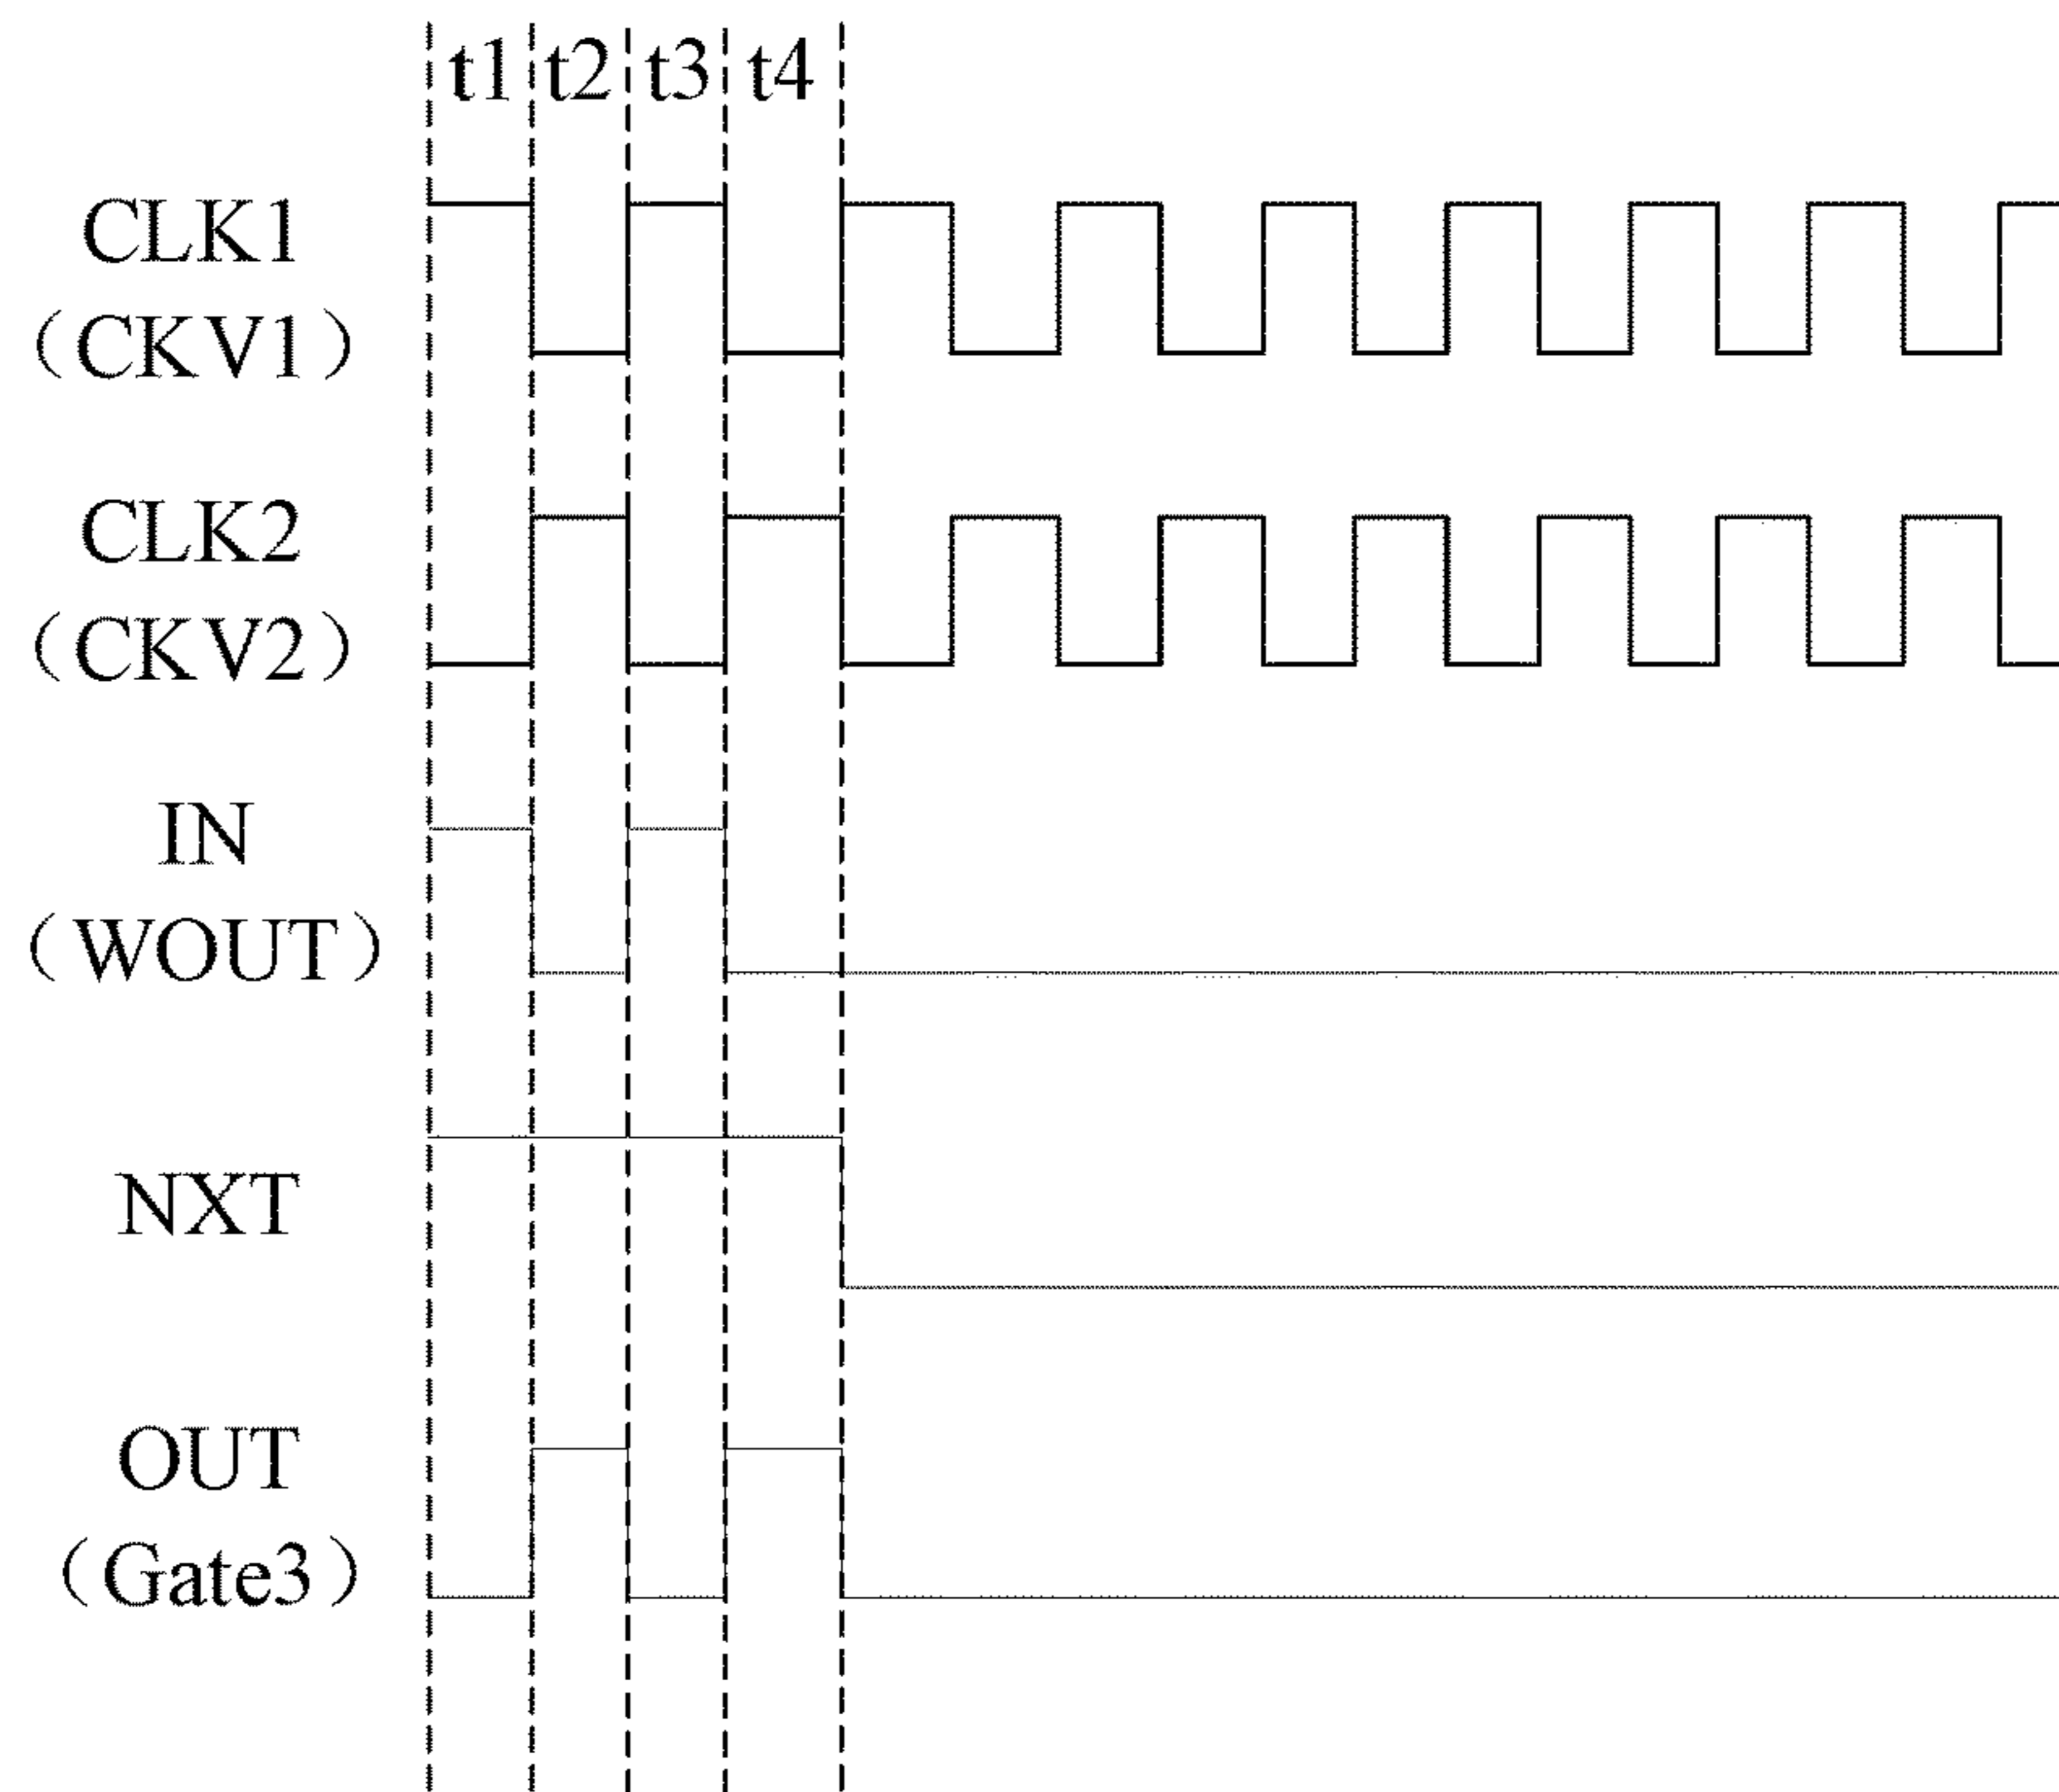 t1 t2 t3 t4
CLK1
（CKV1）
CLK2
（CKV2）
IN
（WOUT）
NXT
OUT
（Gate3）